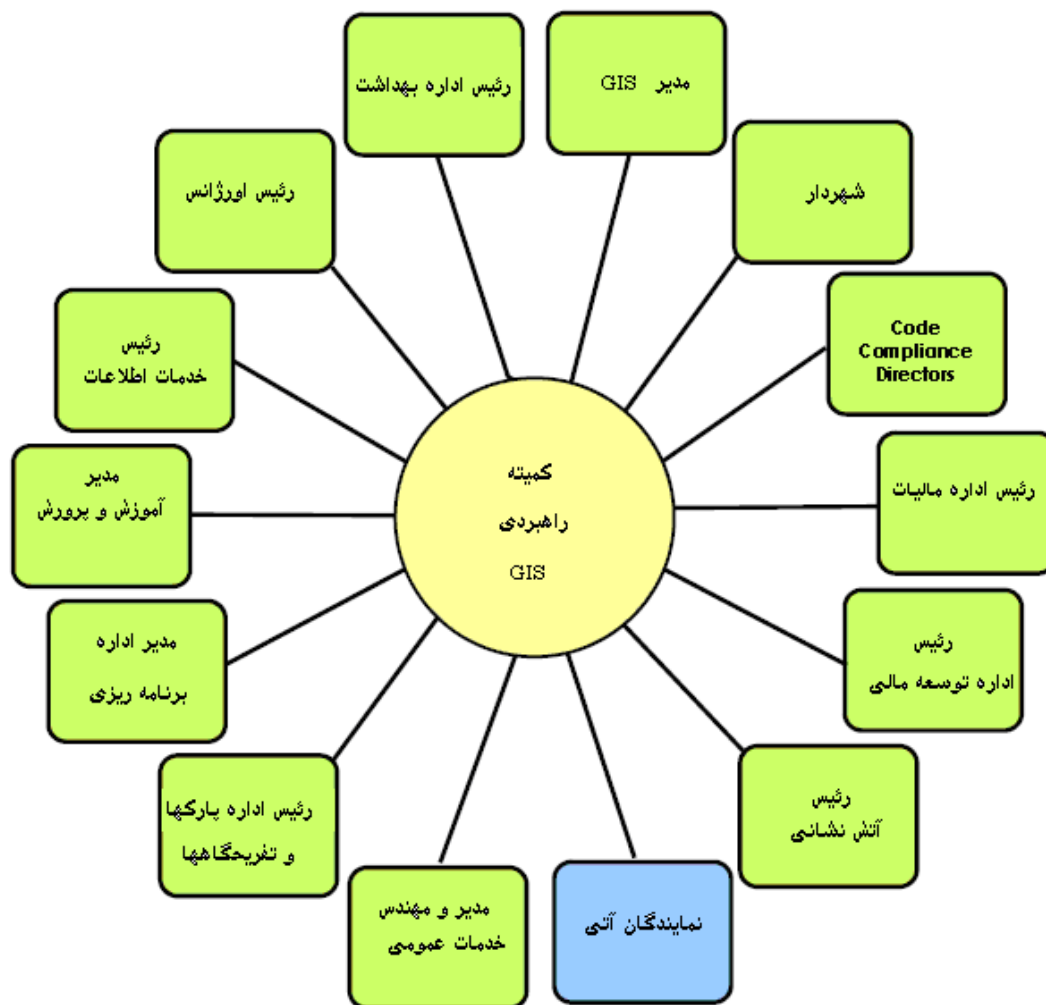 رئیس اداره بهداشت
مدیر GIS
رئیس اورژانس
شهردار
رئیس
خدمات اطلاعات
Code
Compliance
Directors
مدیر
آموزش و پرورش
کمیته
راهبردی
GIS
رئیس اداره مالیات
مدیر اداره
برنامه ریزی
رئیس
اداره توسعه مالی
رئیس اداره پارکها
و تفریحگاهها
رئیس
آتش نشانی
مدیر و مهندس
خدمات عمومی
نمایندگان آتی